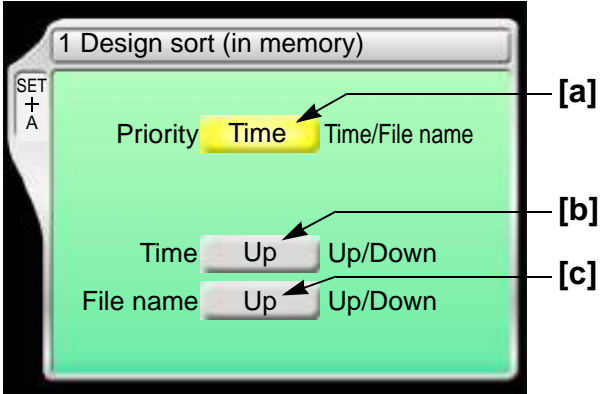 1 Design sort (in memory)
SET
+
A
[a]
Priority Time Time/File name
[b]
Time Up Up/Down
[c]
File name Up Up/Down